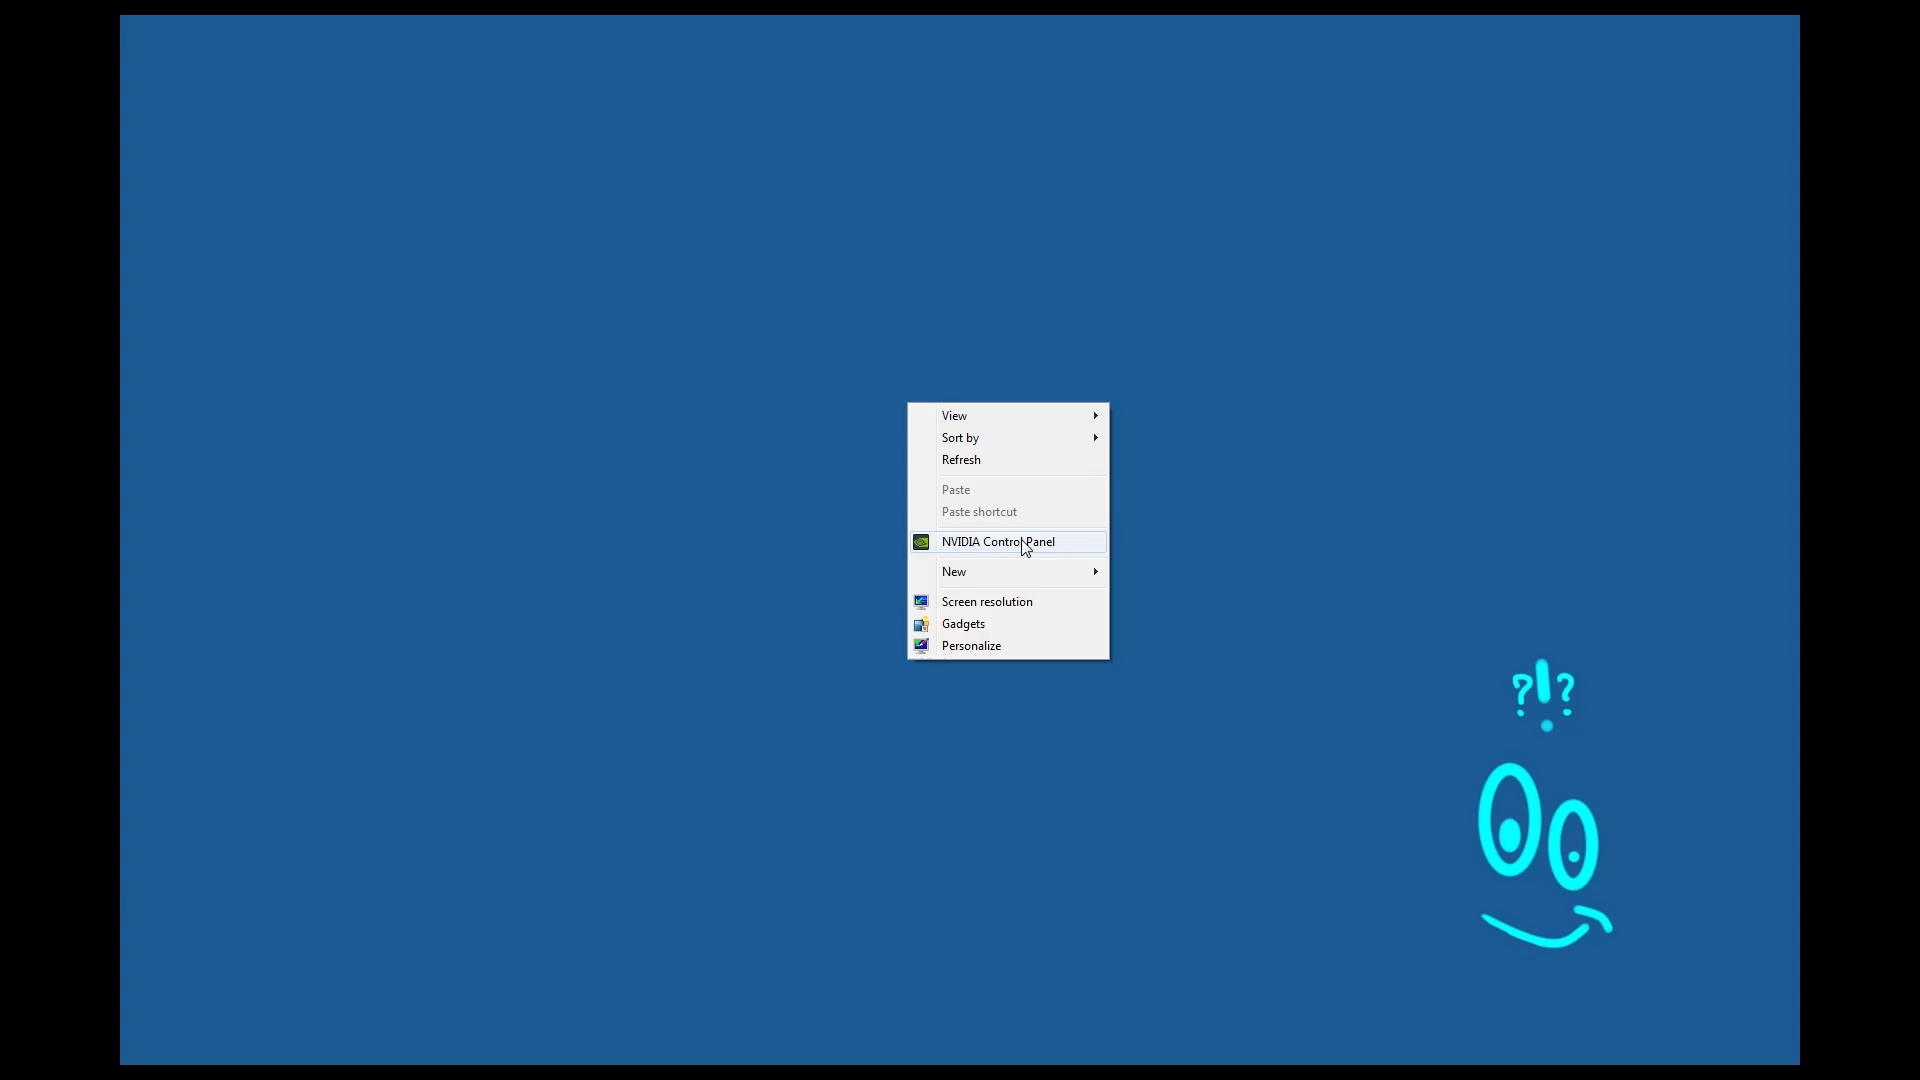 View
Sort by
Refresh
Paste
Paste shortcut
NVIDIA Control Panel
New
Screen resolution
Gadgets
Personalize
?!?